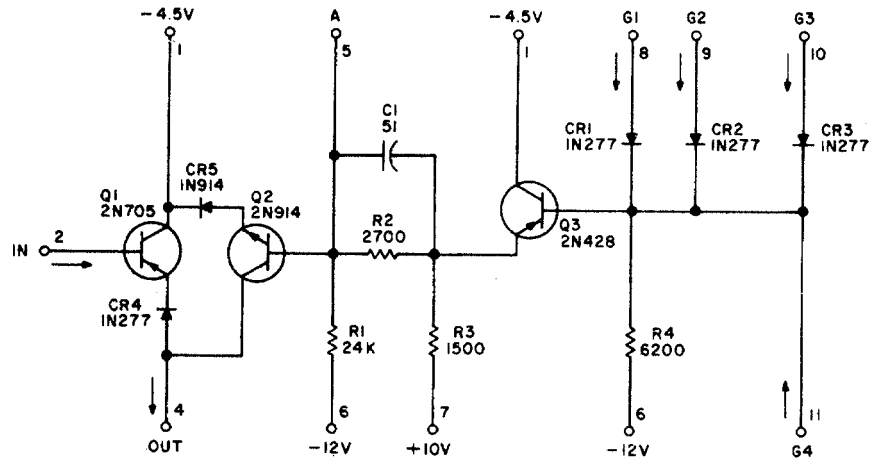 -4.5V
1
A
5
-4.5V
1
G1
8
G2
9
G3
10
C1
51
CR1
1N277
CR2
1N277
CR3
1N277
CR5
1N914
Q1
2N705
Q2
2N914
R2
2700
Q3
2N428
IN
2
CR4
1N277
R1
24K
R3
1500
R4
6200
4
OUT
6
-12V
7
+10V
6
-12V
11
G4